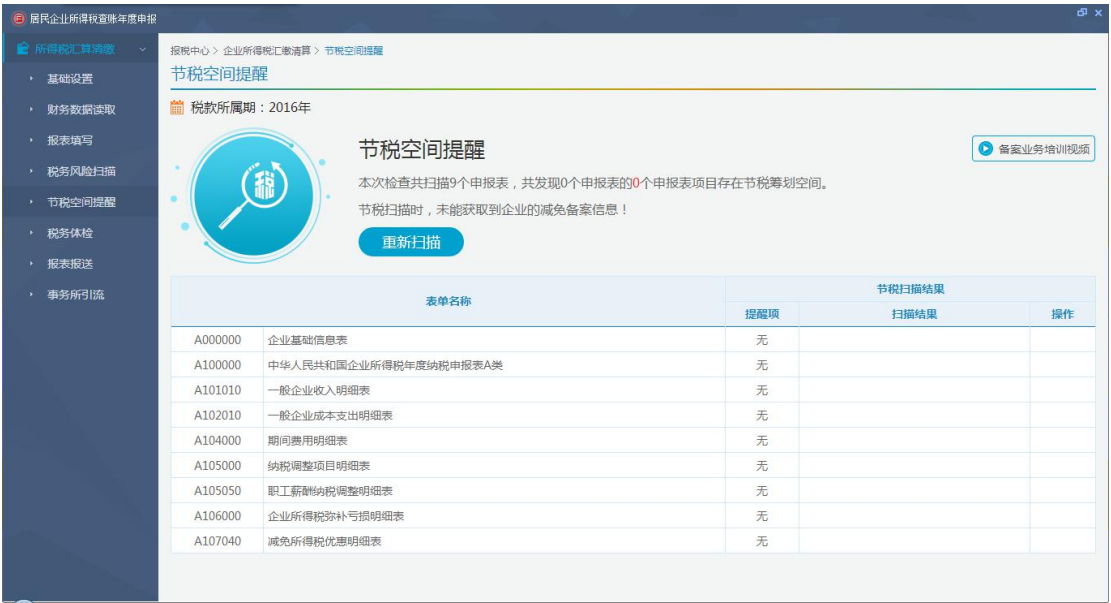 居民企业所得税查账年度申报
所得税汇算清缴
基础设置
财务数据读取
报表填写
税务风险扫描
节税空间提醒
税务体检
报表报送
事务所引流
报税中心 > 企业所得税汇缴清算 > 节税空间提醒
节税空间提醒
税款所属期：2016年
税
节税空间提醒
备案业务培训视频
本次检查共扫描9个申报表，共发现0个申报表的0个申报表项目存在节税筹划空间。
节税扫描时，未能获取到企业的减免备案信息！
重新扫描
表单名称 节税扫描结果
提醒项 扫描结果 操作
A000000 企业基础信息表 无
A100000 中华人民共和国企业所得税年度纳税申报表A类 无
A101010 一般企业收入明细表 无
A102010 一般企业成本支出明细表 无
A104000 期间费用明细表 无
A105000 纳税调整项目明细表 无
A105050 职工薪酬纳税调整明细表 无
A106000 企业所得税弥补亏损明细表 无
A107040 减免所得税优惠明细表 无